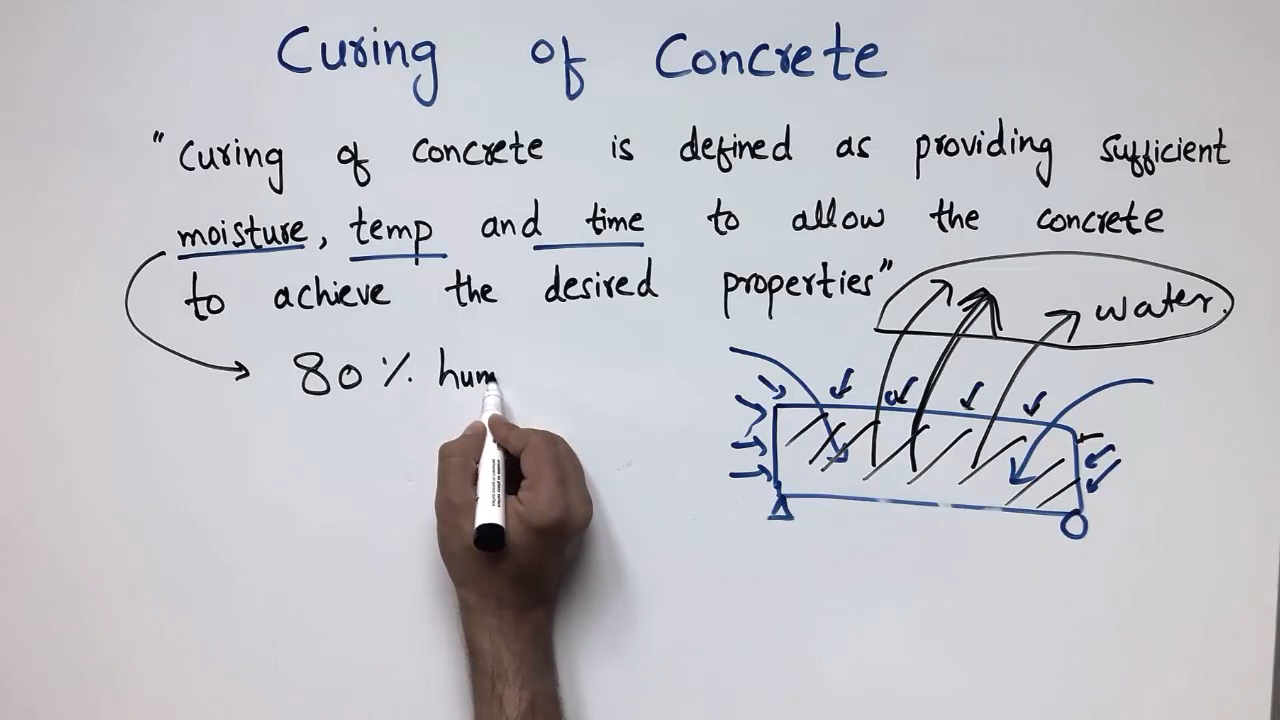 Curing of Concrete
"Curing of concrete is defined as providing sufficient
moisture, temp and time to allow the concrete
to achieve the desired properties"
water.
80 % hum